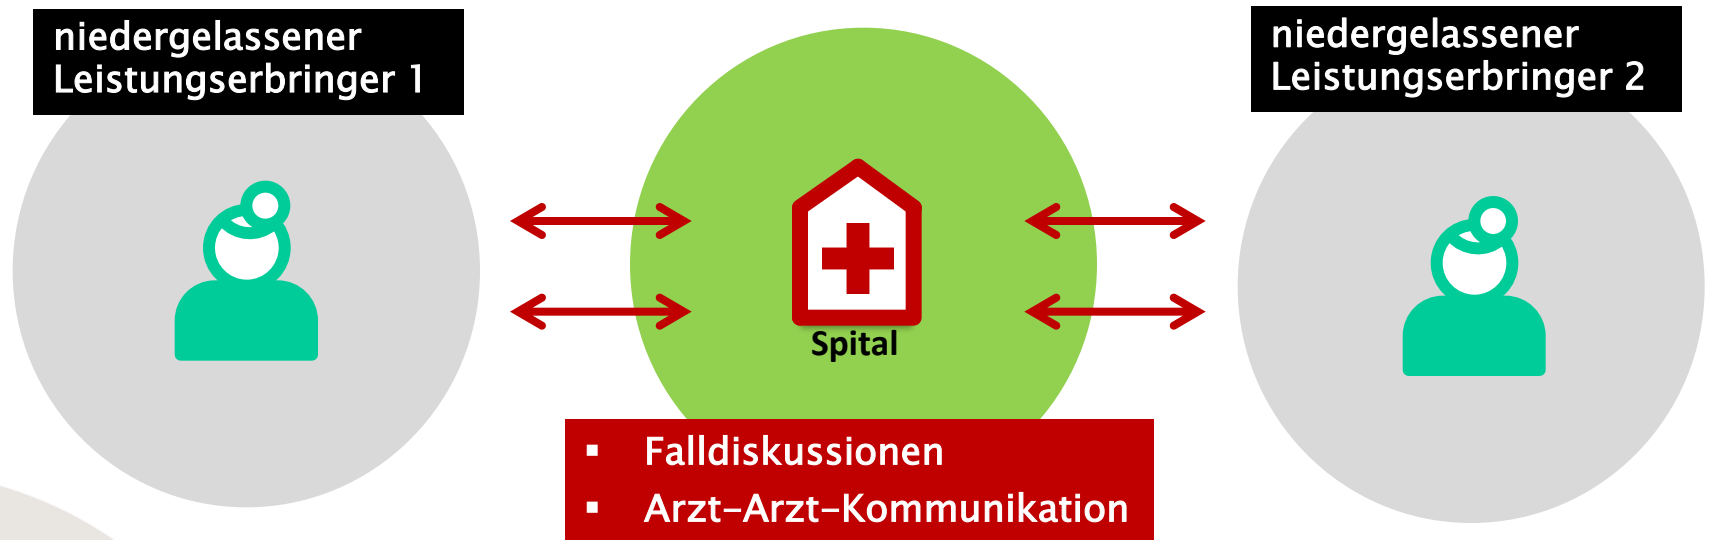 niedergelassener
Leistungserbringer 1
niedergelassener
Leistungserbringer 2
Spital
▪ Falldiskussionen
▪ Arzt-Arzt-Kommunikation